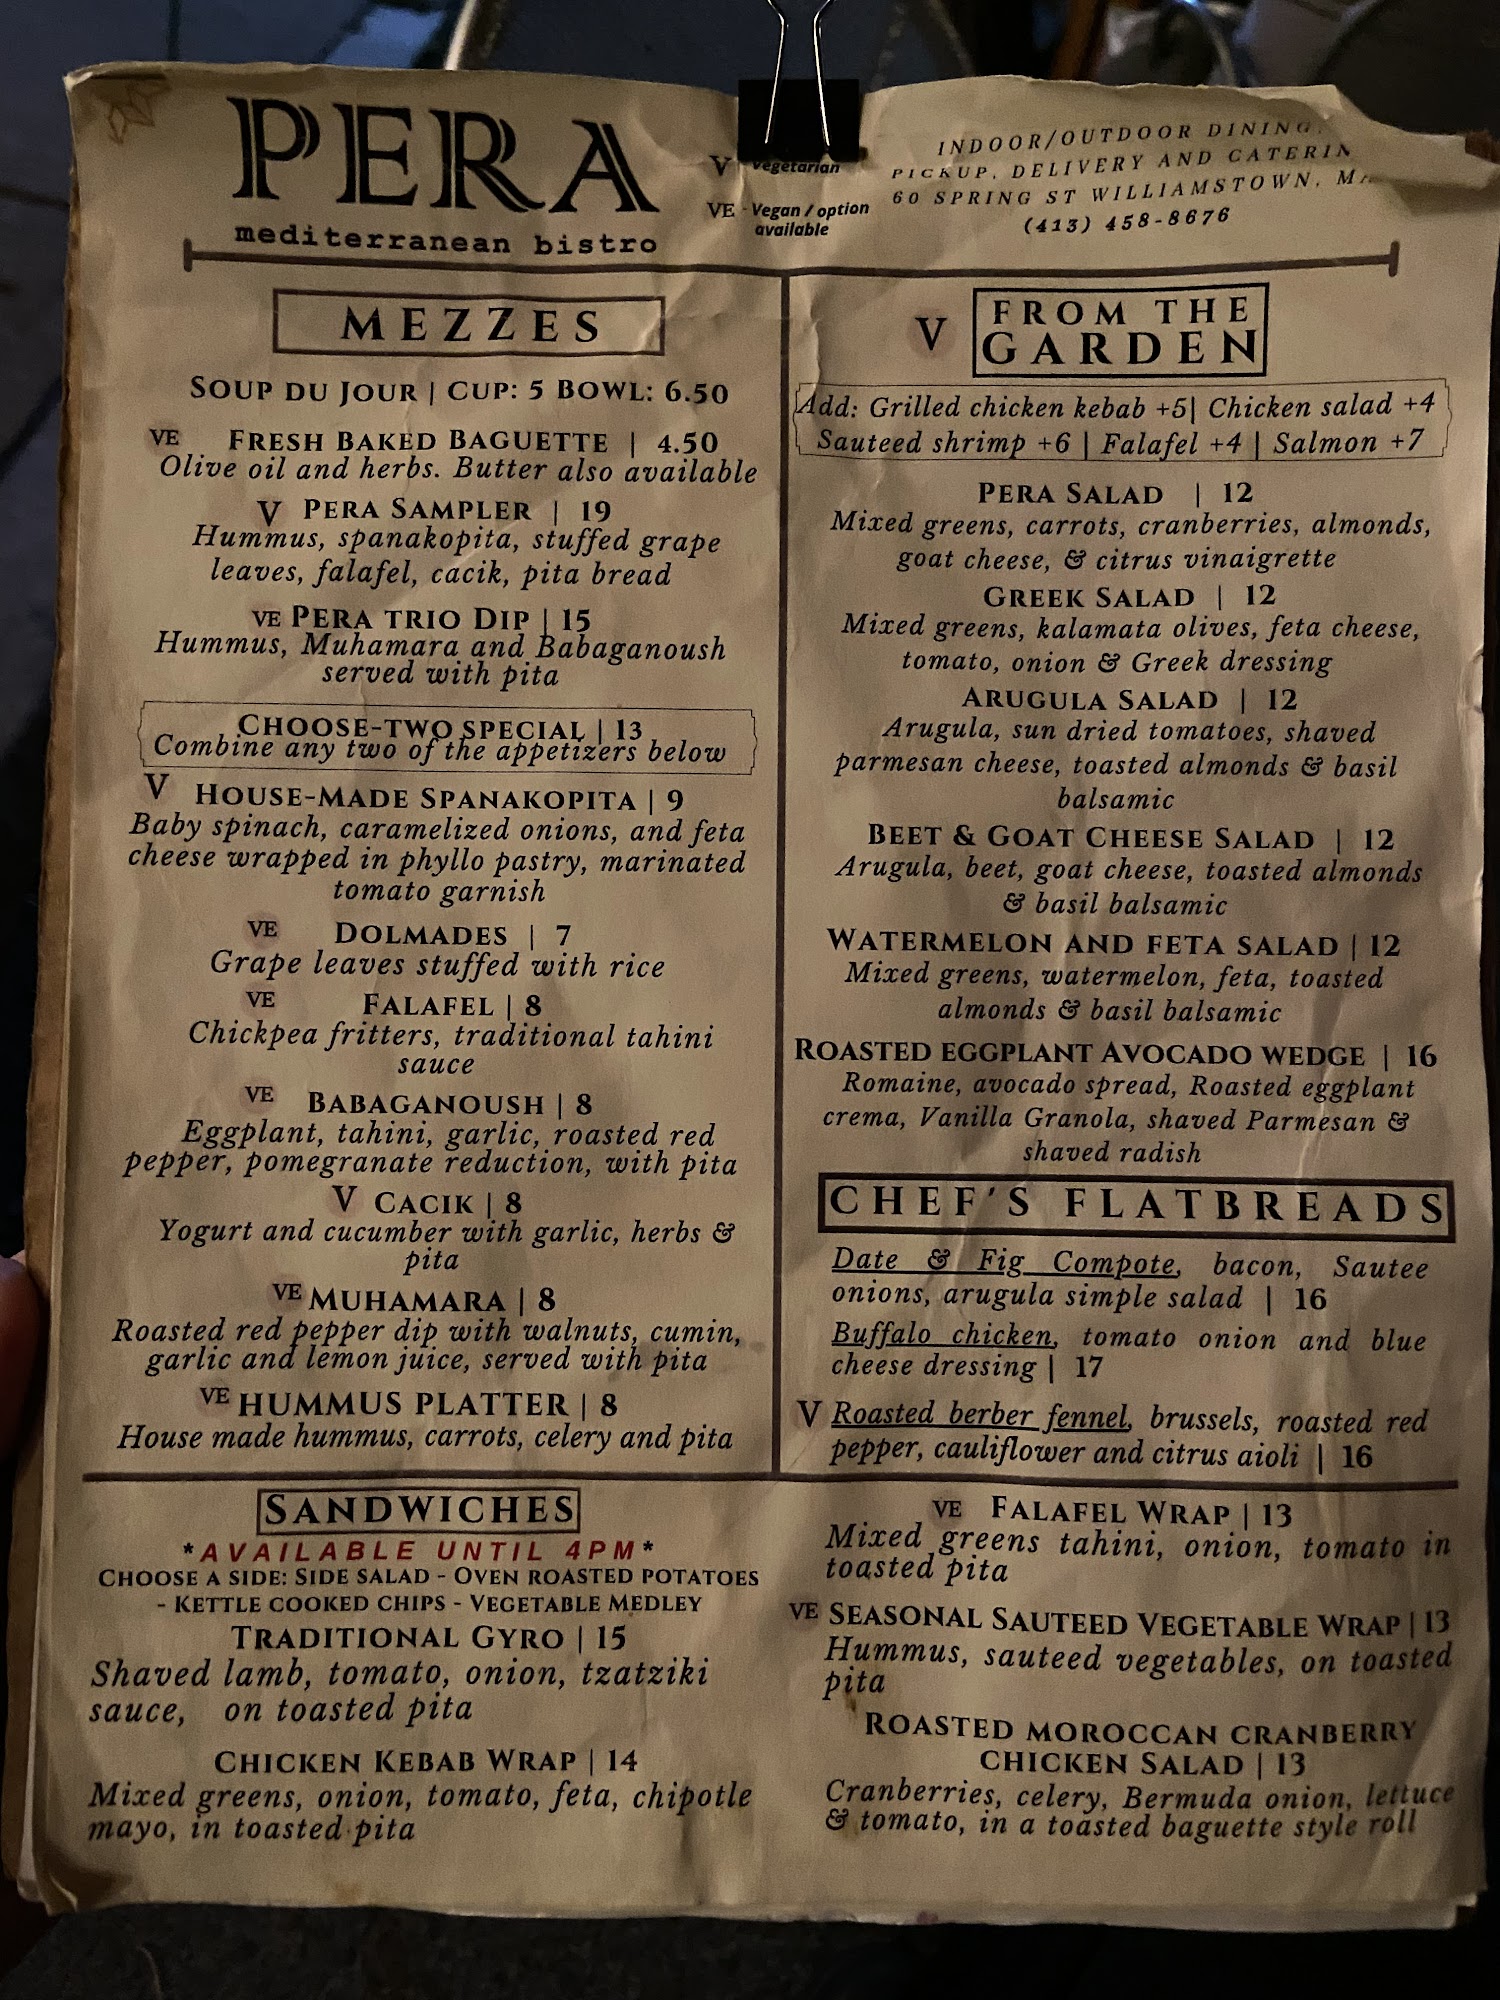 PERA
mediterranean bistro
V Vegetarian
VE - Vegan / option
available
INDOOR/OUTDOOR DINING
PICKUP, DELIVERY AND
60 SPRING ST WILLIAMSTOWN,
(413) 458-8676
MEZZES
SOUP DU JOUR | CUP: 5 BOWL: 6.50
VE FRESH BAKED BAGUETTE | 4.50
Olive oil and herbs. Butter also available
V PERA SAMPLER | 19
Hummus, spanakopita, stuffed grape
leaves, falafel, cacik, pita bread
VE PERA TRIO DIP | 15
Hummus, Muhamara and Babaganoush
served with pita
CHOOSE-TWO SPECIAL | 13
Combine any two of the appetizers below
V HOUSE-MADE SPANAKOPITA | 9
Baby spinach, caramelized onions, and feta
cheese wrapped in phyllo pastry, marinated
tomato garnish
VE DOLMADES | 7
Grape leaves stuffed with rice
VE FALAFEL | 8
Chickpea fritters, traditional tahini
sauce
VE BABAGANOUSH | 8
Eggplant, tahini, garlic, roasted red
pepper, pomegranate reduction, with pita
V CACIK | 8
Yogurt and cucumber with garlic, herbs &
pita
VE MUHAMARA | 8
Roasted red pepper dip with walnuts, cumin,
garlic and lemon juice, served with pita
VE HUMMUS PLATTER | 8
House made hummus, carrots, celery and pita
V FROM THE
GARDEN
Add: Grilled chicken kebab +5| Chicken salad +4
Sauteed shrimp +6 | Falafel +4 | Salmon +7
PERA SALAD | 12
Mixed greens, carrots, cranberries, almonds,
goat cheese, & citrus vinaigrette
GREEK SALAD | 12
Mixed greens, kalamata olives, feta cheese,
tomato, onion & Greek dressing
ARUGULA SALAD | 12
Arugula, sun dried tomatoes, shaved
parmesan cheese, toasted almonds & basil
balsamic
BEET & GOAT CHEESE SALAD | 12
Arugula, beet, goat cheese, toasted almonds
& basil balsamic
WATERMELON AND FETA SALAD | 12
Mixed greens, watermelon, feta, toasted
almonds & basil balsamic
ROASTED EGGPLANT AVOCADO WEDGE | 16
Romaine, avocado spread, Roasted eggplant
crema, Vanilla Granola, shaved Parmesan &
shaved radish
CHEF'S FLATBREADS
Date & Fig Compote, bacon, Sautee
onions, arugula simple salad | 16
Buffalo chicken, tomato onion and blue
cheese dressing | 17
V Roasted berber fennel, brussels, roasted red
pepper, cauliflower and citrus aioli | 16
SANDWICHES
*AVAILABLE UNTIL 4PM*
CHOOSE A SIDE: SIDE SALAD - OVEN ROASTED POTATOES
- KETTLE COOKED CHIPS - VEGETABLE MEDLEY
TRADITIONAL GYRO | 15
Shaved lamb, tomato, onion, tzatziki
sauce, on toasted pita
CHICKEN KEBAB WRAP | 14
Mixed greens, onion, tomato, feta, chipotle
mayo, in toasted pita
VE FALAFEL WRAP | 13
Mixed greens tahini, onion, tomato in
toasted pita
VE SEASONAL SAUTEED VEGETABLE WRAP | 13
Hummus, sauteed vegetables, on toasted
pita
ROASTED MOROCCAN CRANBERRY
CHICKEN SALAD | 13
Cranberries, celery, Bermuda onion, lettuce
& tomato, in a toasted baguette style roll